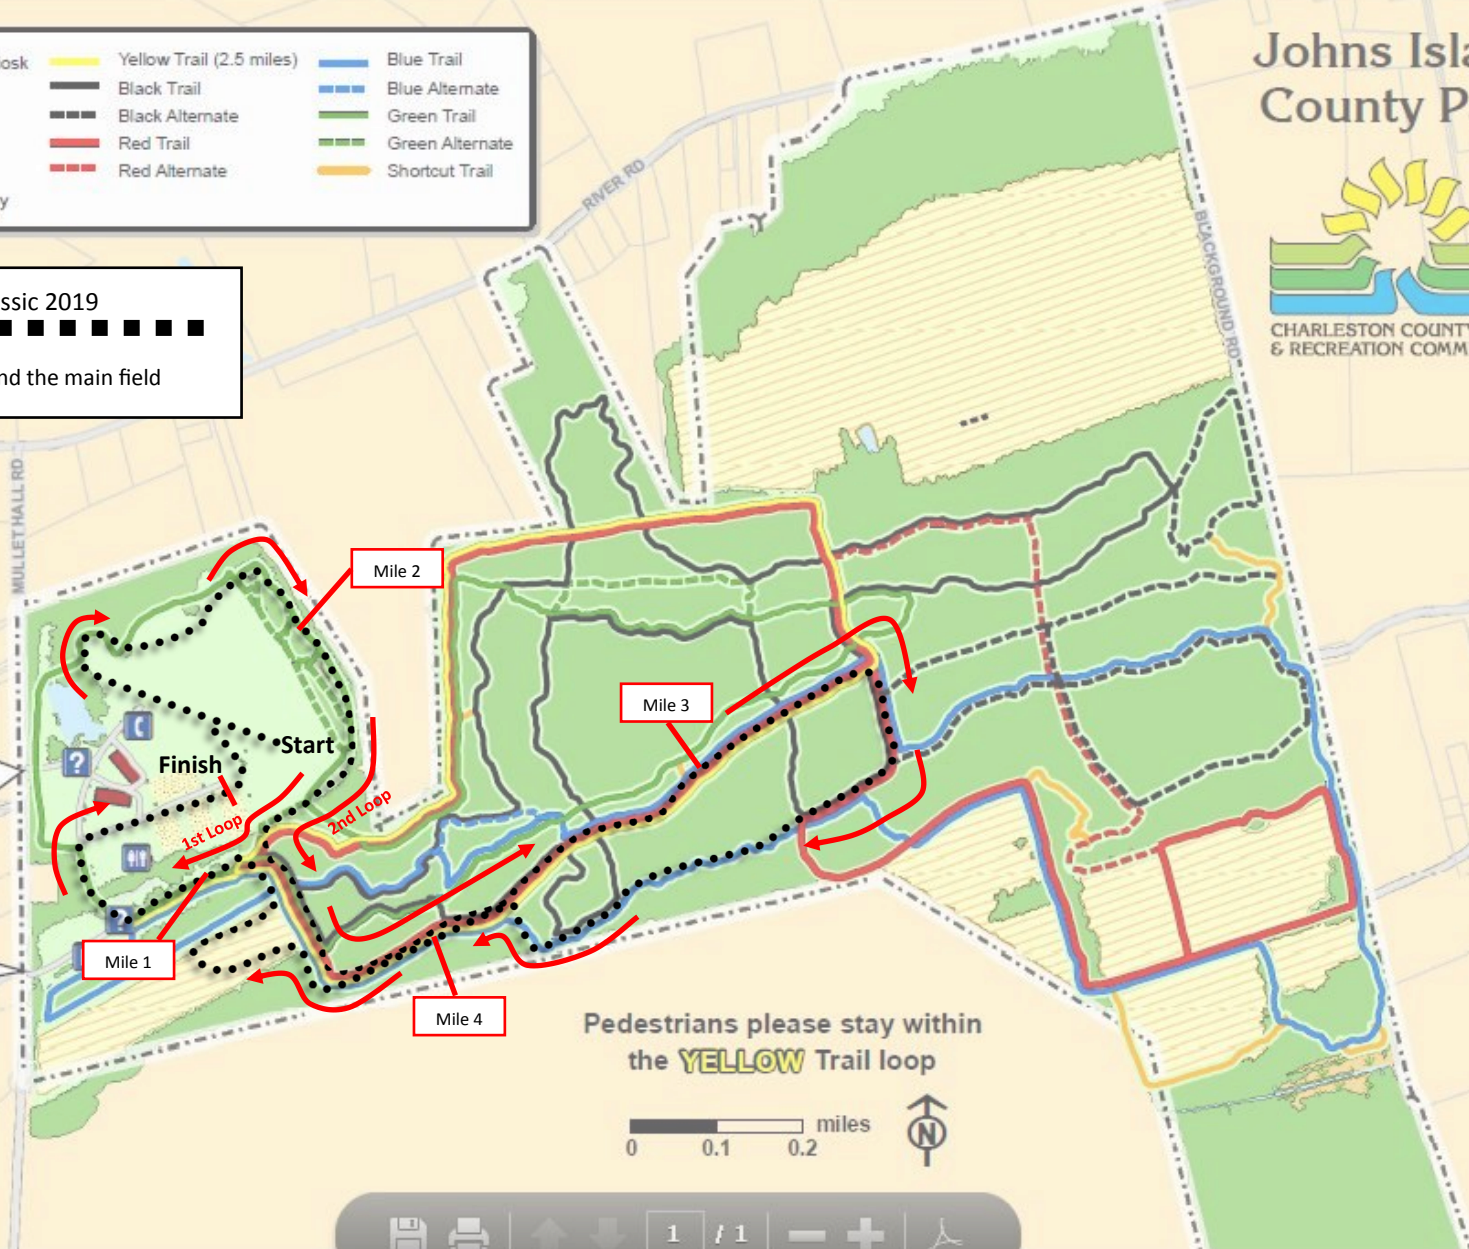 osk
Yellow Trail (2.5 miles)
Blue Trail
Black Trail
Blue Alternate
Black Alternate
Green Trail
Red Trail
Green Alternate
Red Alternate
Shortcut Trail
y
Johns Isla
County P
RIVER RD
BLACKGROUND RD
CHARLESTON COUNTY
& RECREATION COMM
ssic 2019
nd the main field
MULLET HALL RD
Mile 2
Mile 3
Start
Finish
?
1st Loop
2nd Loop
?
Mile 1
Mile 4
Pedestrians please stay within
the YELLOW Trail loop
miles
0 0.1 0.2
N
1 / 1